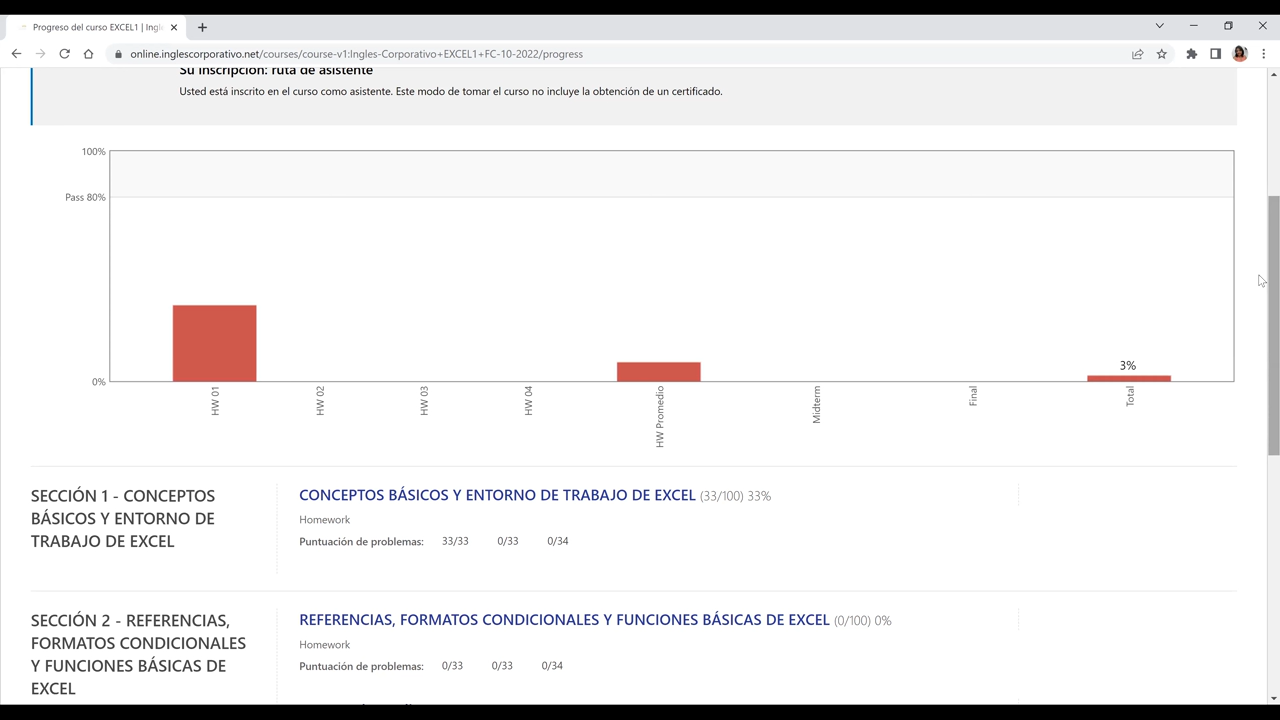 Progreso del curso EXCEL1 | Ingl
online.inglescorporativo.net/courses/course-v1:Ingles-Corporativo+EXCEL1+FC-10-2022/progress
Su inscripción: ruta de asistente
Usted está inscrito en el curso como asistente. Este modo de tomar el curso no incluye la obtención de un certificado.
100%
Pass 80%
0%
3%
HW 01
HW 02
HW 03
HW 04
HW Promedio
Midterm
Final
Total
SECCIÓN 1 - CONCEPTOS
BÁSICOS Y ENTORNO DE
TRABAJO DE EXCEL
CONCEPTOS BÁSICOS Y ENTORNO DE TRABAJO DE EXCEL (33/100) 33%
Homework
Puntuación de problemas: 33/33 0/33 0/34
SECCIÓN 2 - REFERENCIAS,
FORMATOS CONDICIONALES
Y FUNCIONES BÁSICAS DE
EXCEL
REFERENCIAS, FORMATOS CONDICIONALES Y FUNCIONES BÁSICAS DE EXCEL (0/100) 0%
Homework
Puntuación de problemas: 0/33 0/33 0/34